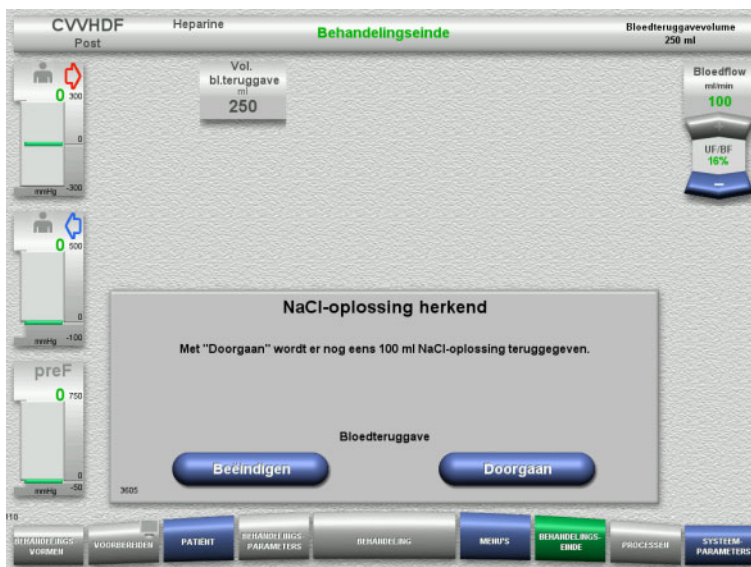 CVVHDF
Post
Heparine
Behandelingseinde
Bloedteruggavevolume
250 ml
0
300
0
mmHg -300
Vol.
bl.teruggave
ml
250
Bloedflow
ml/min
100
UF/BF
16%
0
500
0
mmHg -100
preF
0
750
0
mmHg -50
NaCl-oplossing herkend
Met "Doorgaan" wordt er nog eens 100 ml NaCl-oplossing teruggegeven.
Bloedteruggave
Beëindigen
Doorgaan
3605
BEHANDELINGS-
VORMEN
VOORBEREIDEN
PATIËNT
BEHANDELINGS-
PARAMETERS
BEHANDELING
MENU'S
BEHANDELINGS-
EINDE
PROCESSEN
SYSTEEM-
PARAMETERS